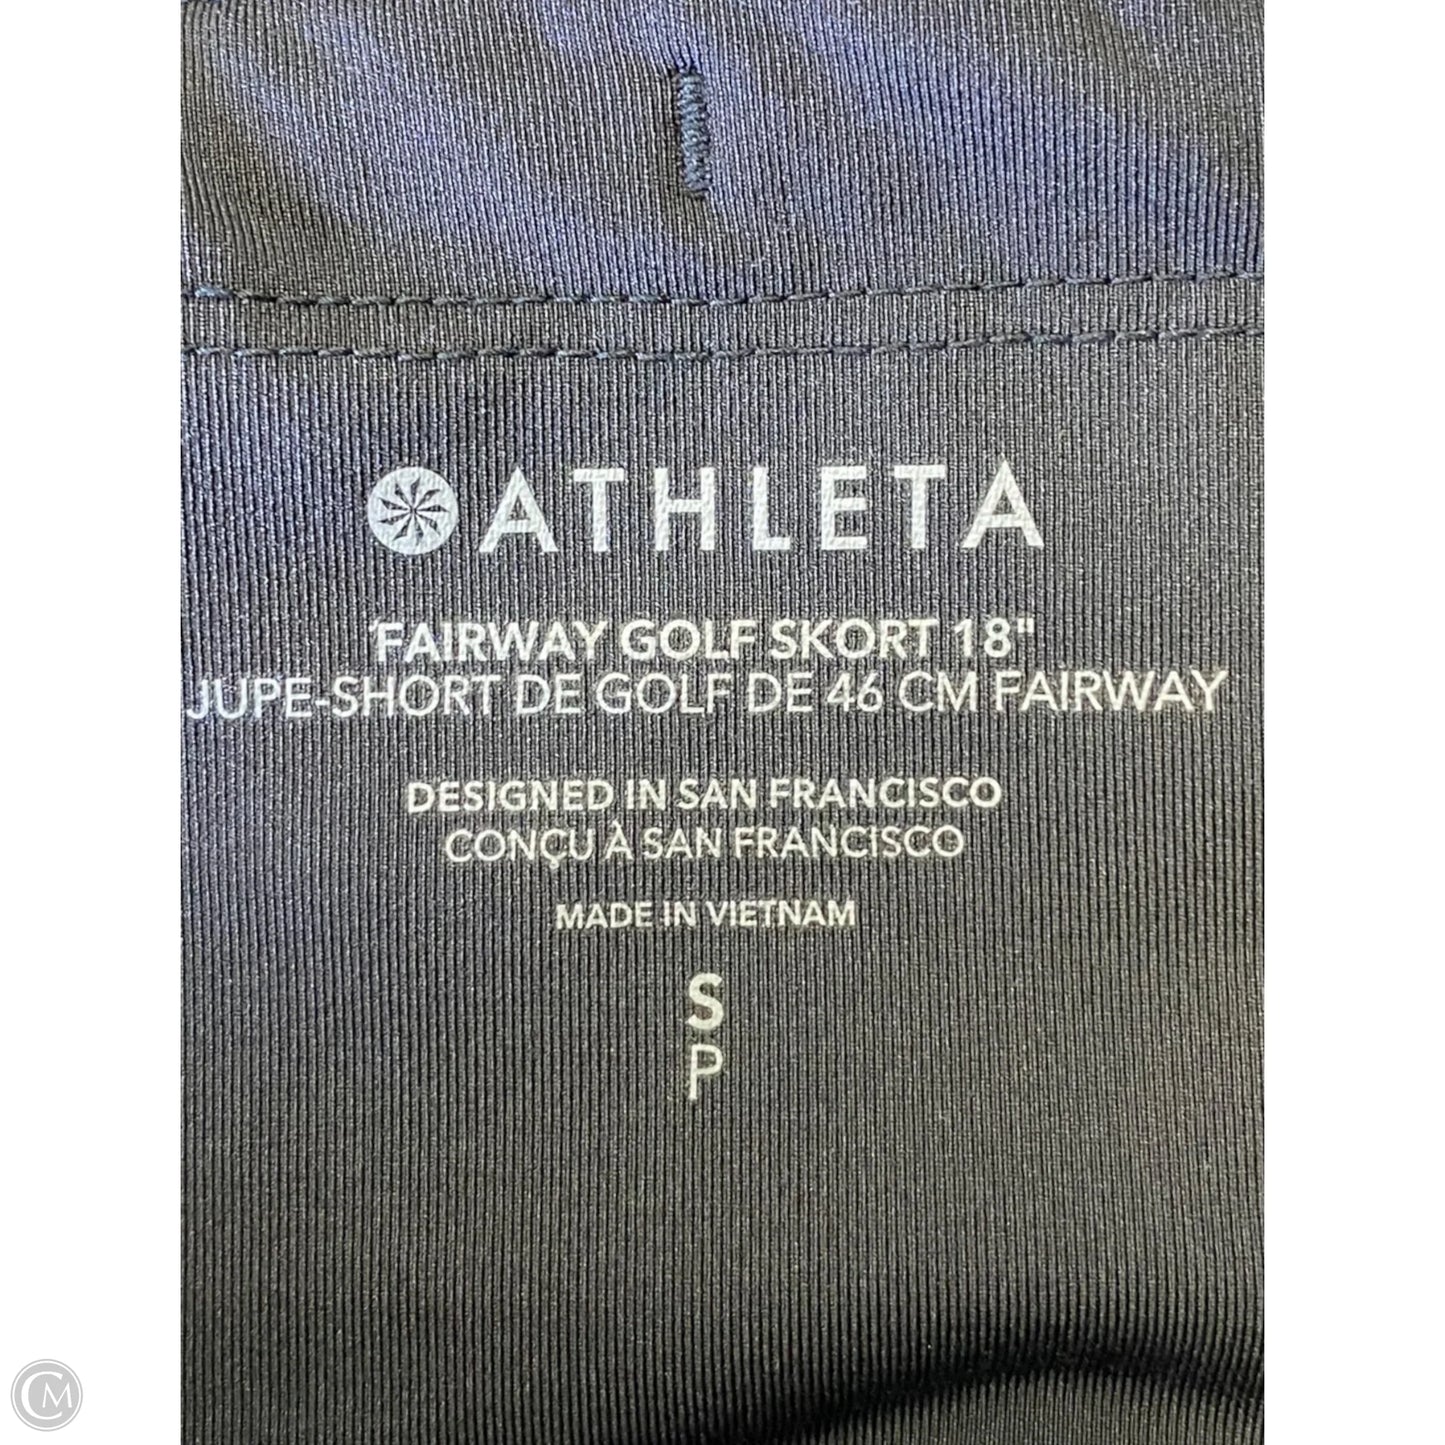 ATHLETA
FAIRWAY GOLF SKORT 18"
JUPE-SHORT DE GOLF DE 46 CM FAIRWAY
DESIGNED IN SAN FRANCISCO
CONÇU À SAN FRANCISCO
MADE IN VIETNAM
S
P
CM